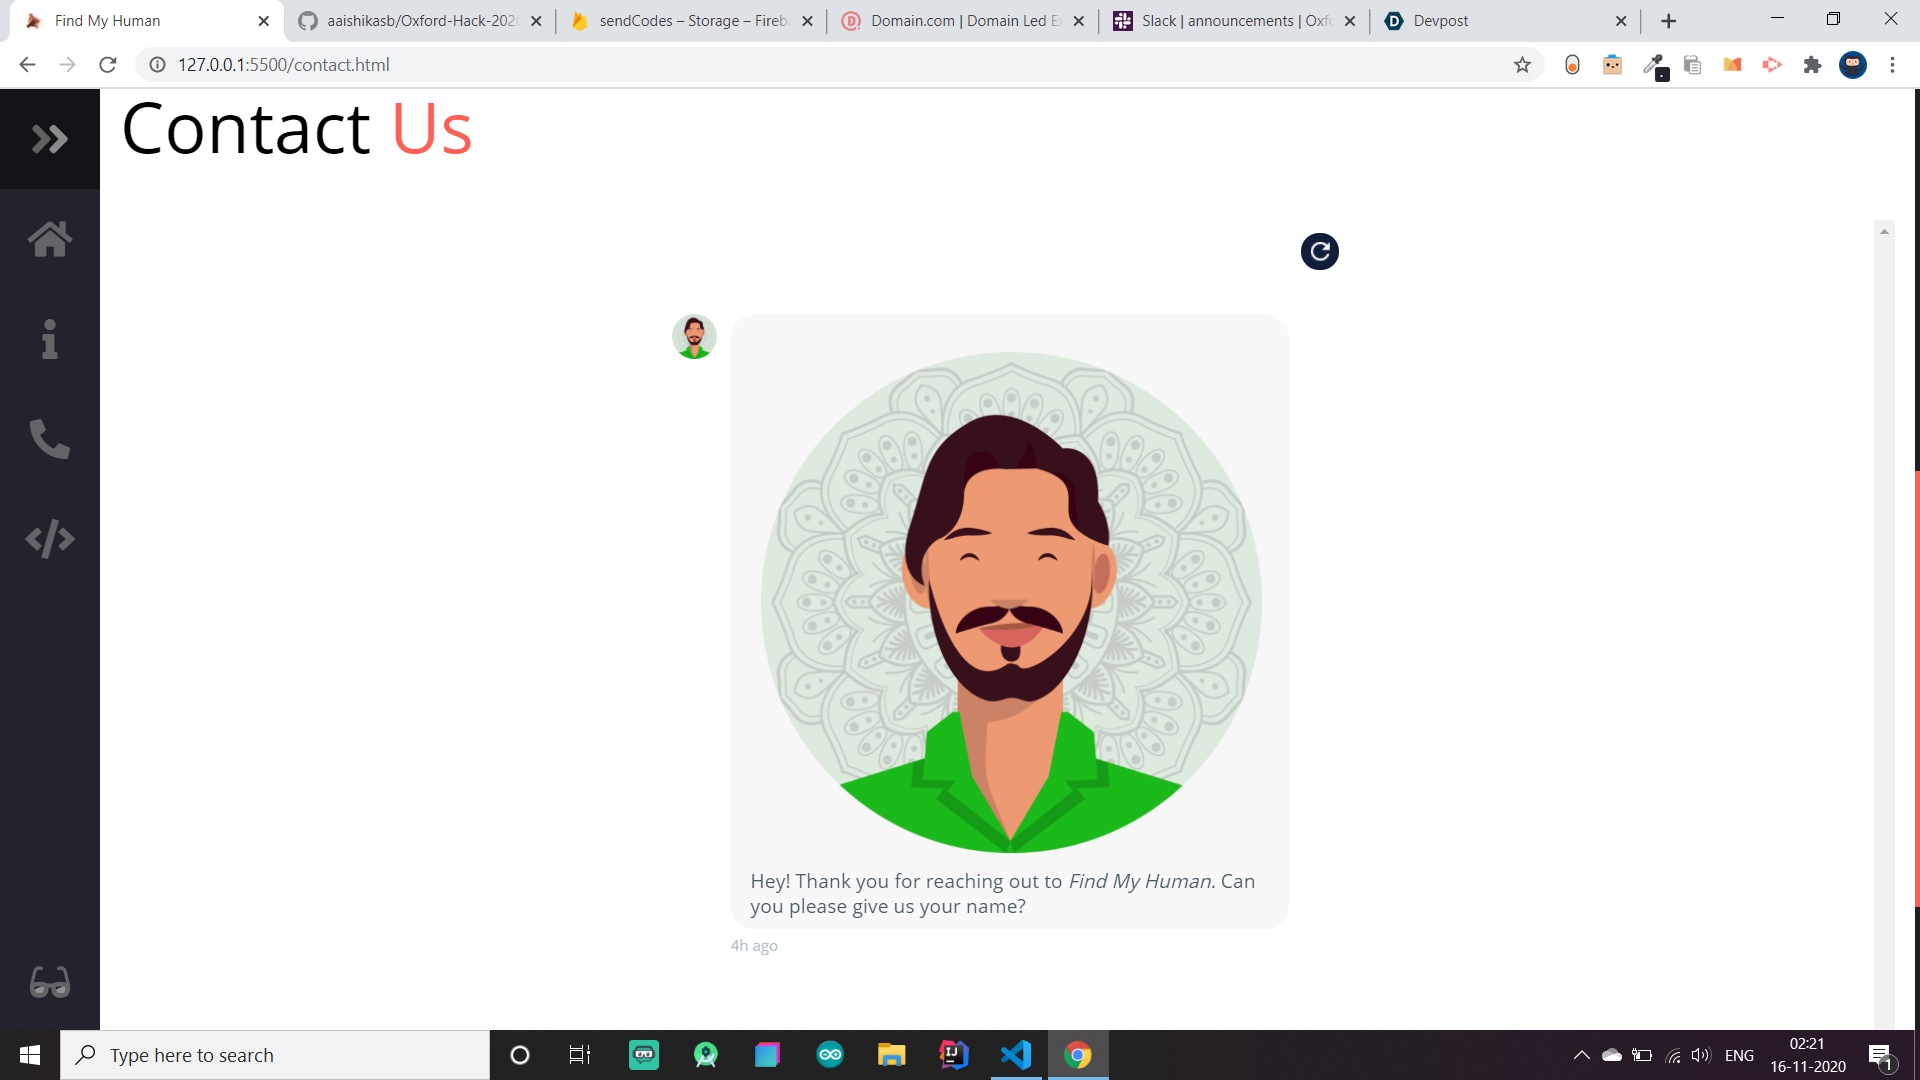 Find My Human
aaishikasb/Oxford-Hack-2020
sendCodes – Storage – Fireb
Domain.com | Domain Led E
Slack | announcements | Oxf
Devpost
127.0.0.1:5500/contact.html
Contact Us
Hey! Thank you for reaching out to Find My Human. Can
you please give us your name?
4h ago
Type here to search
ENG
02:21
16-11-2020
1